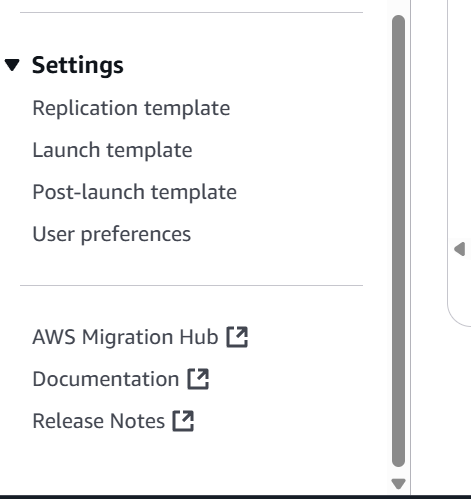 Settings
Replication template
Launch template
Post-launch template
User preferences
AWS Migration Hub
Documentation
Release Notes